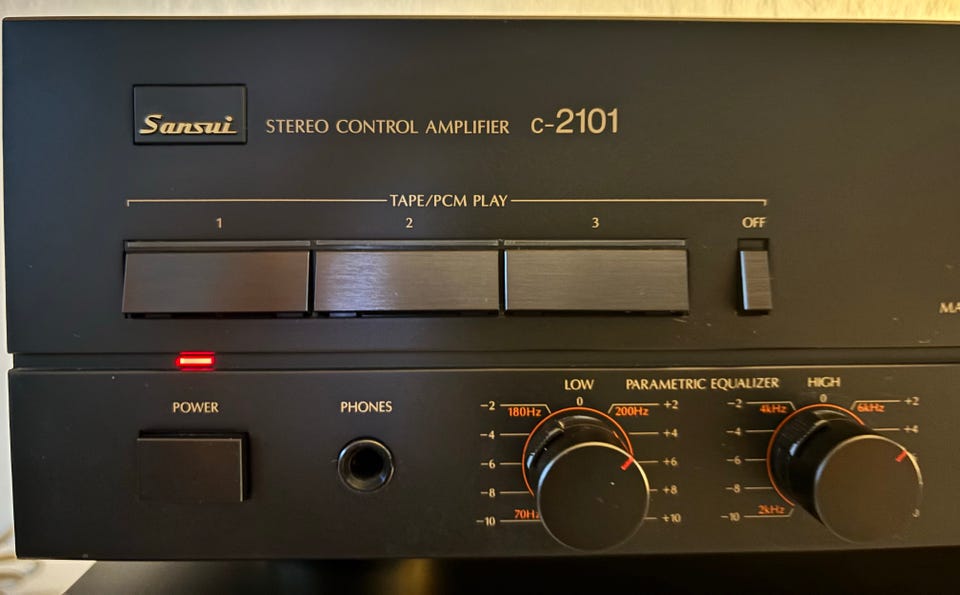 Sansui STEREO CONTROL AMPLIFIER C-2101
TAPE/PCM PLAY
1 2 3 OFF
POWER PHONES LOW PARAMETRIC EQUALIZER HIGH
-2 180Hz 0 200Hz +2 -2 4kHz 0 6kHz +2
-4 +4 -4 +4
-6 +6 -6
-8 +8 -8
-10 70Hz +10 -10 2kHz